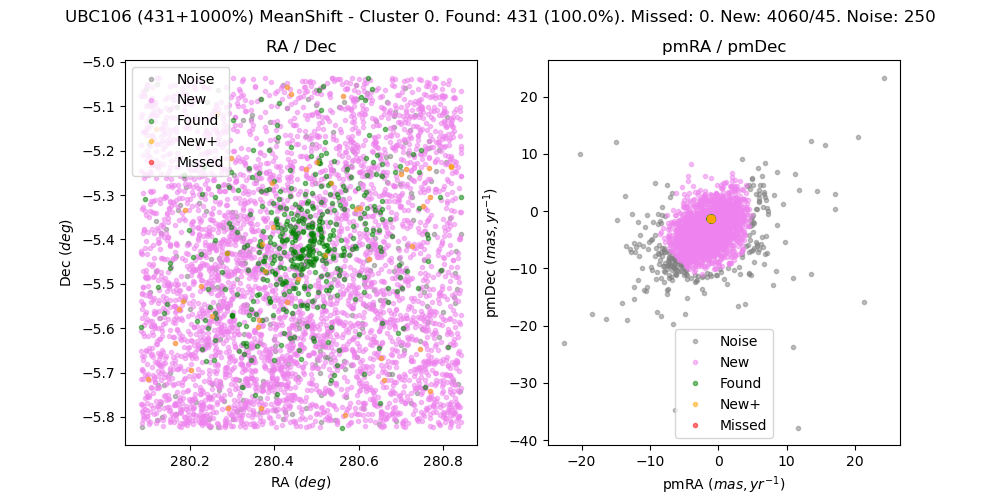 UBC106 (431+1000%) MeanShift - Cluster 0. Found: 431 (100.0%). Missed: 0. New: 4060/45. Noise: 250
RA / Dec
−5.0
−5.1
−5.2
−5.3
−5.4
−5.5
−5.6
−5.7
−5.8
Dec (deg)
Noise
New
Found
New+
Missed
280.2
280.4
280.6
280.8
RA (deg)
pmRA / pmDec
20
10
0
−10
−20
−30
−40
pmDec (mas, yr⁻¹)
Noise
New
Found
New+
Missed
−20
−10
0
10
20
pmRA (mas, yr⁻¹)